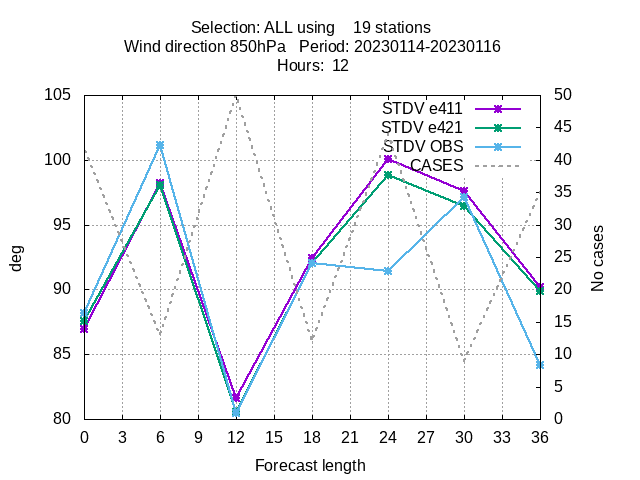 Selection: ALL using    19 stations
Wind direction 850hPa   Period: 20230114-20230116
Hours:  12
105
100
95
90
85
80
50
45
40
35
30
25
20
15
10
5
0
STDV e411
STDV e421
STDV OBS
CASES
deg
No cases
0 3 6 9 12 15 18 21 24 27 30 33 36
Forecast length